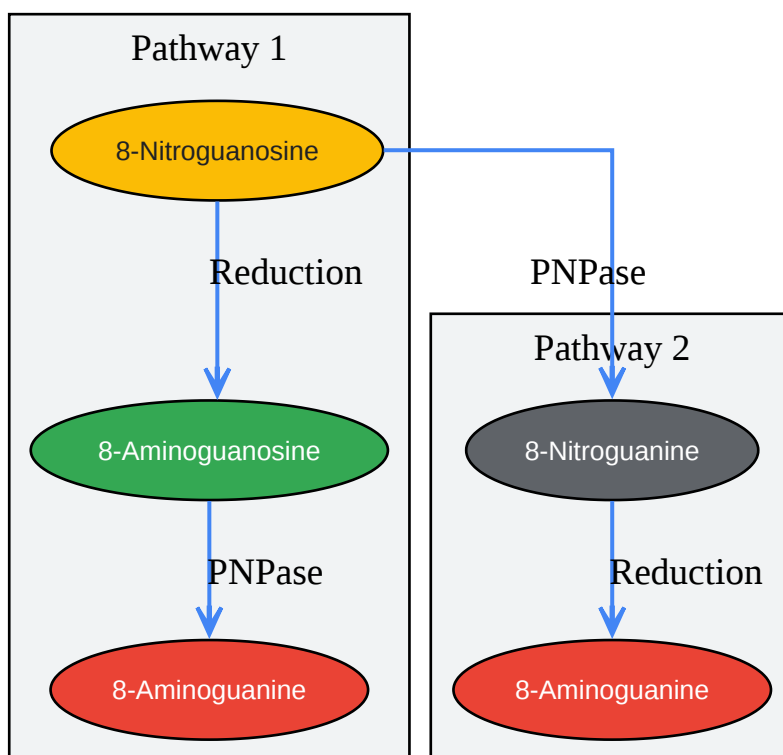 Pathway 1
8-Nitroguanosine
Reduction
PNPase
Pathway 2
8-Aminoguanosine
8-Nitroguanine
PNPase
Reduction
8-Aminoguanine
8-Aminoguanine